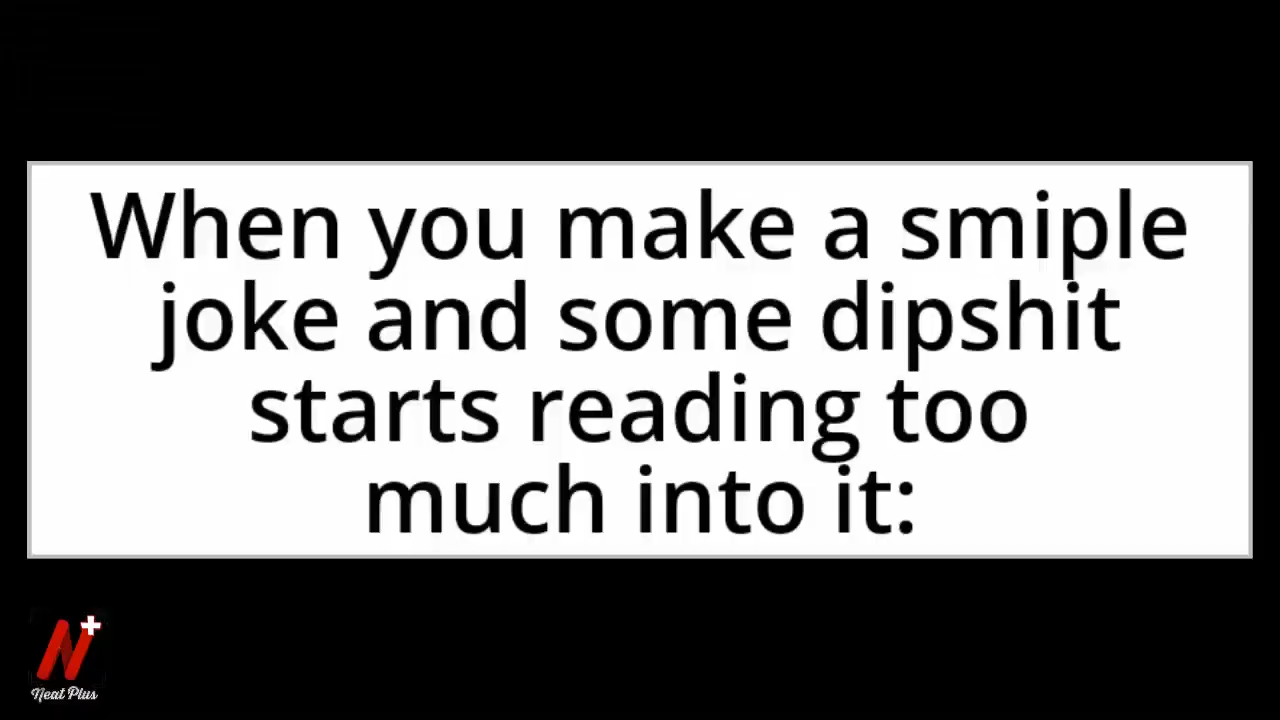 When you make a smiple
joke and some dipshit
starts reading too
much into it:
N+
Neat Plus